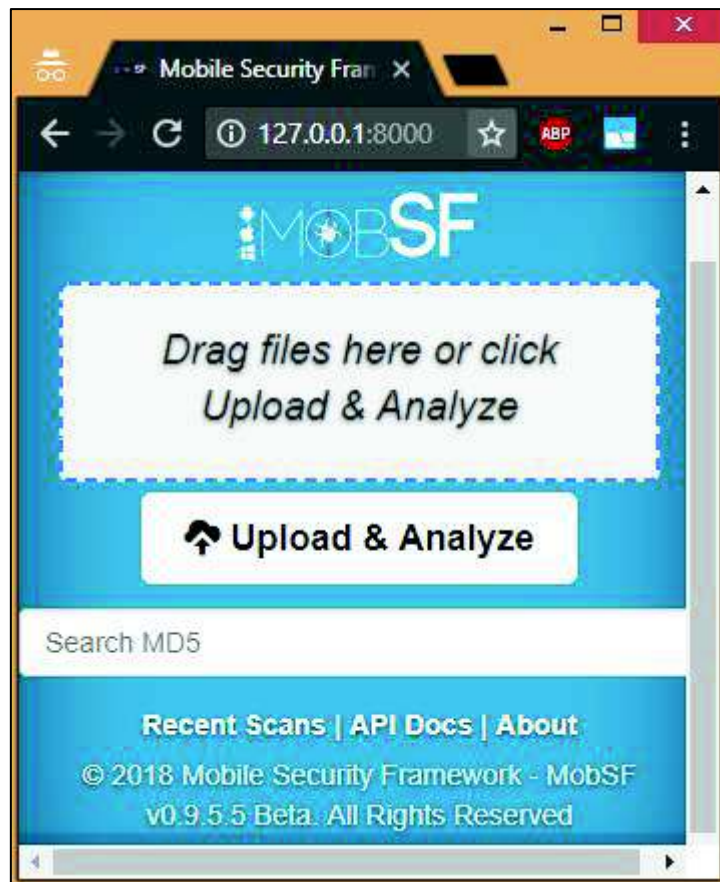 Mobile Security Fran
127.0.0.1:8000
ABP
MOBSF
Drag files here or click
Upload & Analyze
Upload & Analyze
Search MD5
Recent Scans | API Docs | About
© 2018 Mobile Security Framework - MobSF
v0.9.5.5 Beta. All Rights Reserved